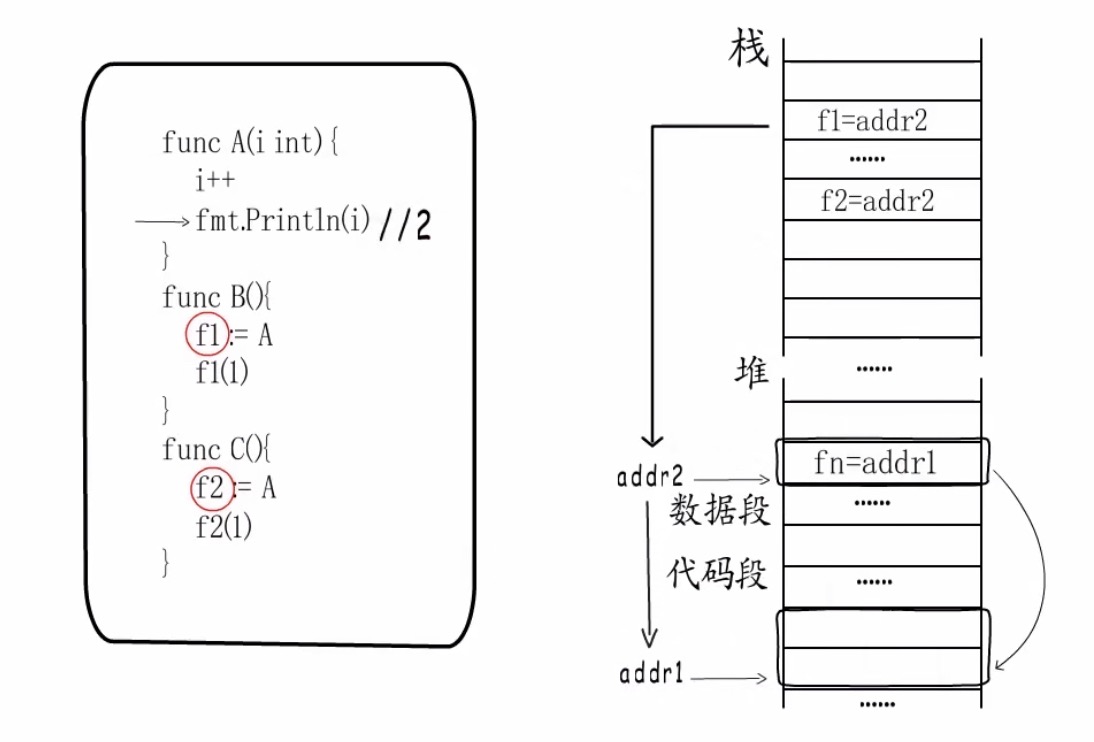 func A(i int) {
i++
fmt.Println(i) //2
}
func B(){
f1 := A
f1(1)
}
func C(){
f2 := A
f2(1)
}
栈
f1=addr2
......
f2=addr2
堆
......
addr2
fn=addr1
数据段
......
代码段
......
addr1
......